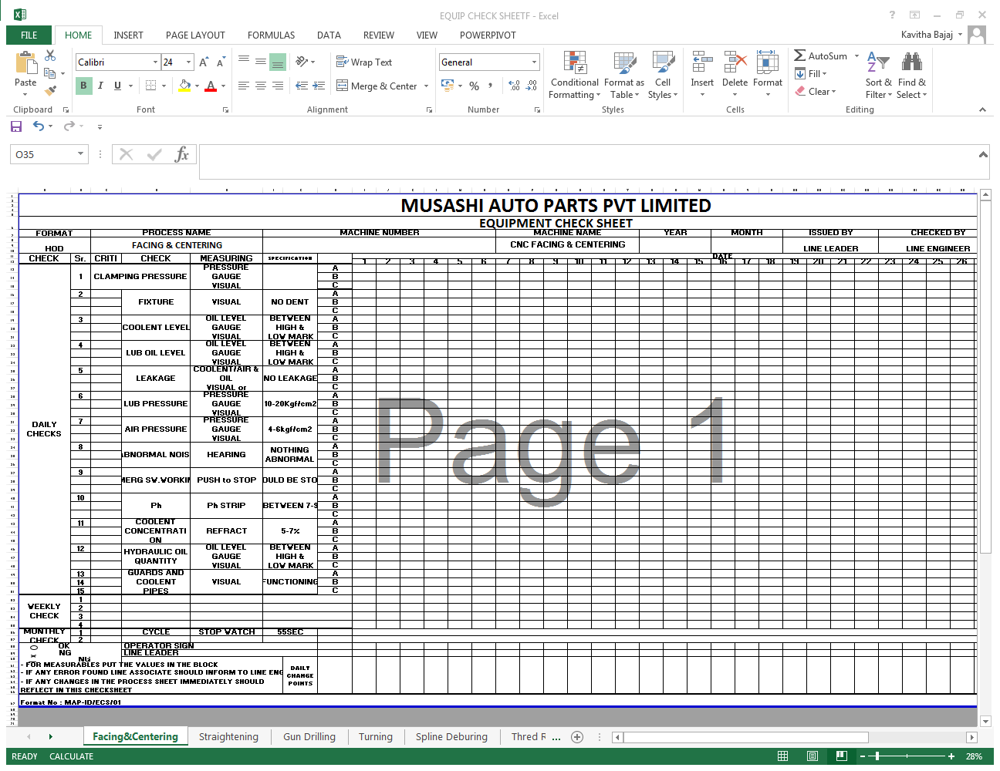 EQUIP CHECK SHEETF - Excel
FILE HOME INSERT PAGE LAYOUT FORMULAS DATA REVIEW VIEW POWERPIVOT Kavitha Bajaj
Paste Calibri 24 Wrap Text General Conditional Formatting Format as Table Cell Styles Insert Delete Format AutoSum
B I U Merge & Center % Fill Clear Sort & Filter Find & Select
Clipboard Font Alignment Number Styles Cells Editing
O35 fx
MUSASHI AUTO PARTS PVT LIMITED
EQUIPMENT CHECK SHEET
FORMAT PROCESS NAME MACHINE NUMBER MACHINE NAME YEAR MONTH ISSUED BY CHECKED BY
HOD FACING & CENTERING CNC FACING & CENTERING LINE LEADER LINE ENGINEER
CHECK Sr. CRITI CHECK MEASURING SPECIFICATION DATE
1 2 3 4 5 6 7 8 9 10 11 12 13 14 15 16 17 18 19 20 21 22 23 24 25 26
DAILY CHECKS
1 CLAMPING PRESSURE PRESSURE GAUGE VISUAL A B C
2 FIXTURE VISUAL NO DENT A B C
3 COOLENT LEVEL OIL LEVEL GAUGE VISUAL BETWEEN HIGH & LOW MARK A B C
4 LUB OIL LEVEL OIL LEVEL GAUGE VISUAL BETWEEN HIGH & LOW MARK A B C
5 LEAKAGE COOLENT/AIR & OIL VISUAL or NO LEAKAGE A B C
6 LUB PRESSURE PRESSURE GAUGE VISUAL 10-20Kgf/cm2 A B C
7 AIR PRESSURE PRESSURE GAUGE VISUAL 4-6kgf/cm2 A B C
8 ABNORMAL NOIS HEARING NOTHING ABNORMAL A B C
9 MERG SW.WORKIN PUSH to STOP OULD BE STO A B C
10 Ph Ph STRIP BETWEEN 7-9 A B C
11 COOLENT CONCENTRATI ON REFRACT 5-7% A B C
12 HYDRAULIC OIL QUANTITY OIL LEVEL GAUGE VISUAL BETWEEN HIGH & LOW MARK A B C
13 14 15 GUARDS AND COOLENT PIPES VISUAL FUNCTIONING A B C
WEEKLY CHECK 1 2 3 4
MONTHLY CHECK 1 CYCLE STOP WATCH 55SEC
2
OK OPERATOR SIGN
NG LINE LEADER
NG
- FOR MEASURABLES PUT THE VALUES IN THE BLOCK
- IF ANY ERROR FOUND LINE ASSOCIATE SHOULD INFORM TO LINE ENG
- IF ANY CHANGES IN THE PROCESS SHEET IMMEDIATELY SHOULD
REFLECT IN THIS CHECKSHEET
DAILY CHANGE POINTS
Format No : MAP-ID/ECS/01
Page 1
Facing&Centering Straightening Gun Drilling Turning Spline Deburing Thred R ...
READY CALCULATE 28%